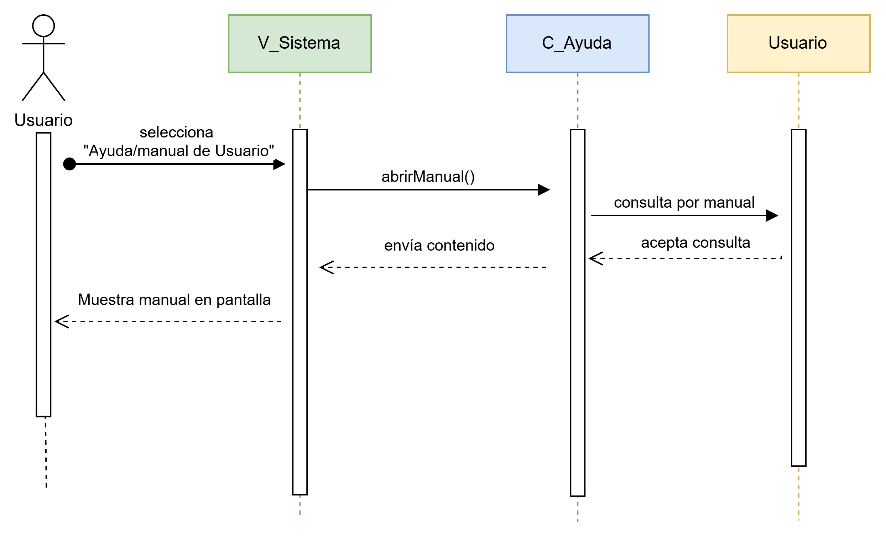 V_Sistema
C_Ayuda
Usuario
Usuario
selecciona
"Ayuda/manual de Usuario"
abrirManual()
consulta por manual
acepta consulta
envía contenido
Muestra manual en pantalla